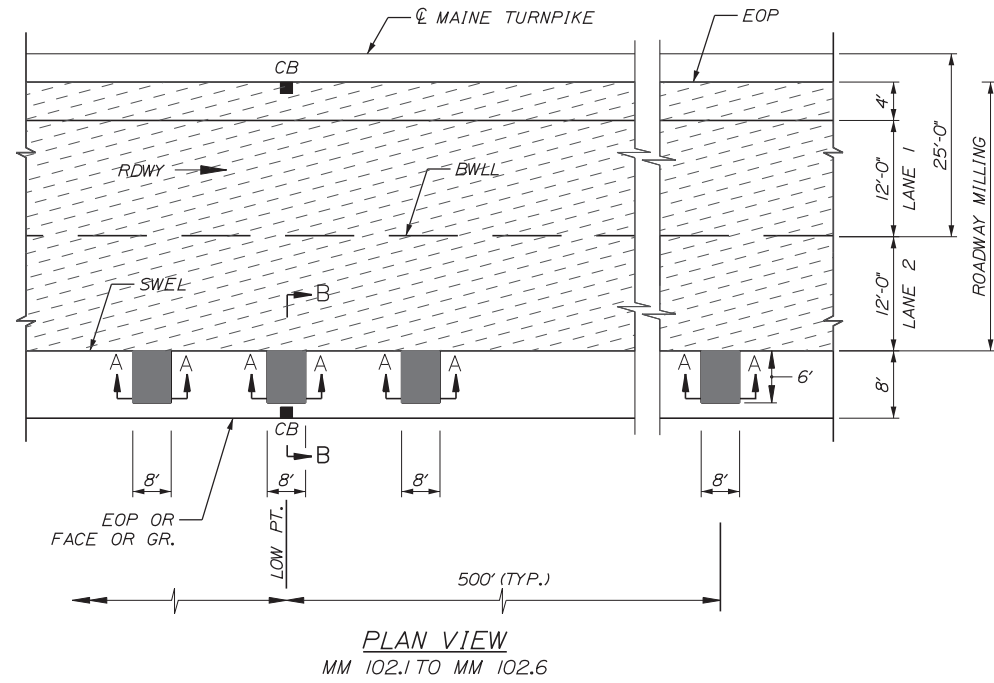 ℄ MAINE TURNPIKE
EOP
CB
4'
RDWY
BWLL
12'-0"
LANE 1
25'-0"
ROADWAY MILLING
SWEL
B
12'-0"
LANE 2
A A
A A
A A
A A
6'
8'
CB
B
8'
8'
8'
8'
EOP OR
FACE OR GR.
LOW PT.
500' (TYP.)
PLAN VIEW
MM 102.1 TO MM 102.6